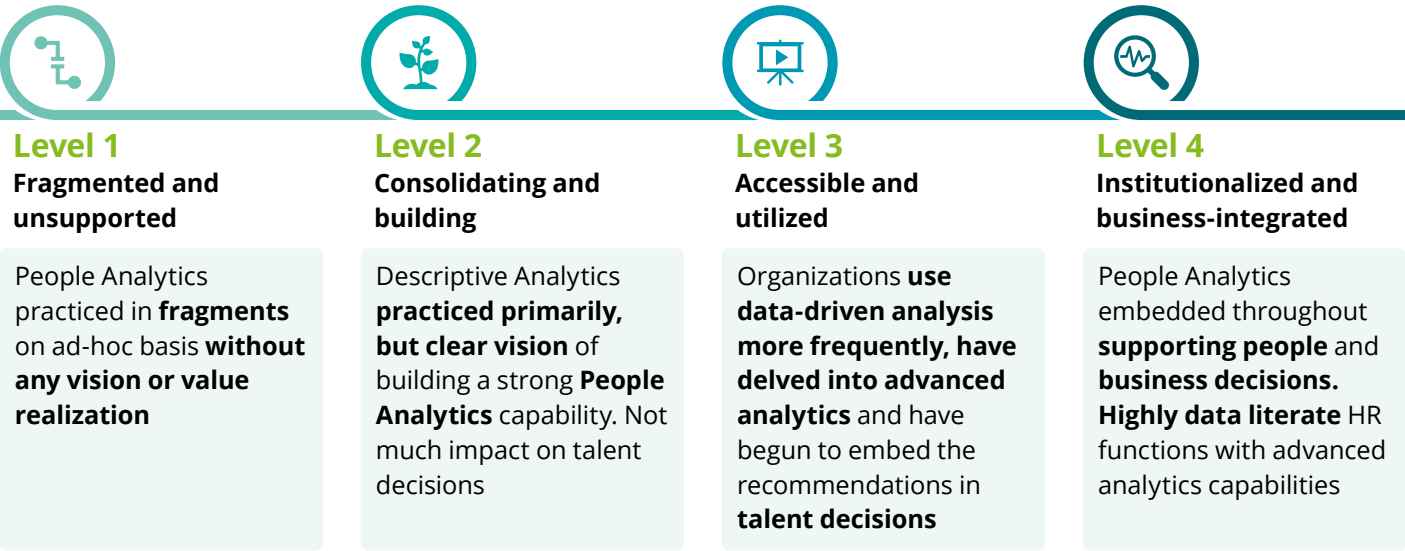 Level 1
Fragmented and
unsupported
People Analytics
practiced in fragments
on ad-hoc basis without
any vision or value
realization
Level 2
Consolidating and
building
Descriptive Analytics
practiced primarily,
but clear vision of
building a strong People
Analytics capability. Not
much impact on talent
decisions
Level 3
Accessible and
utilized
Organizations use
data-driven analysis
more frequently, have
delved into advanced
analytics and have
begun to embed the
recommendations in
talent decisions
Level 4
Institutionalized and
business-integrated
People Analytics
embedded throughout
supporting people and
business decisions.
Highly data literate HR
functions with advanced
analytics capabilities